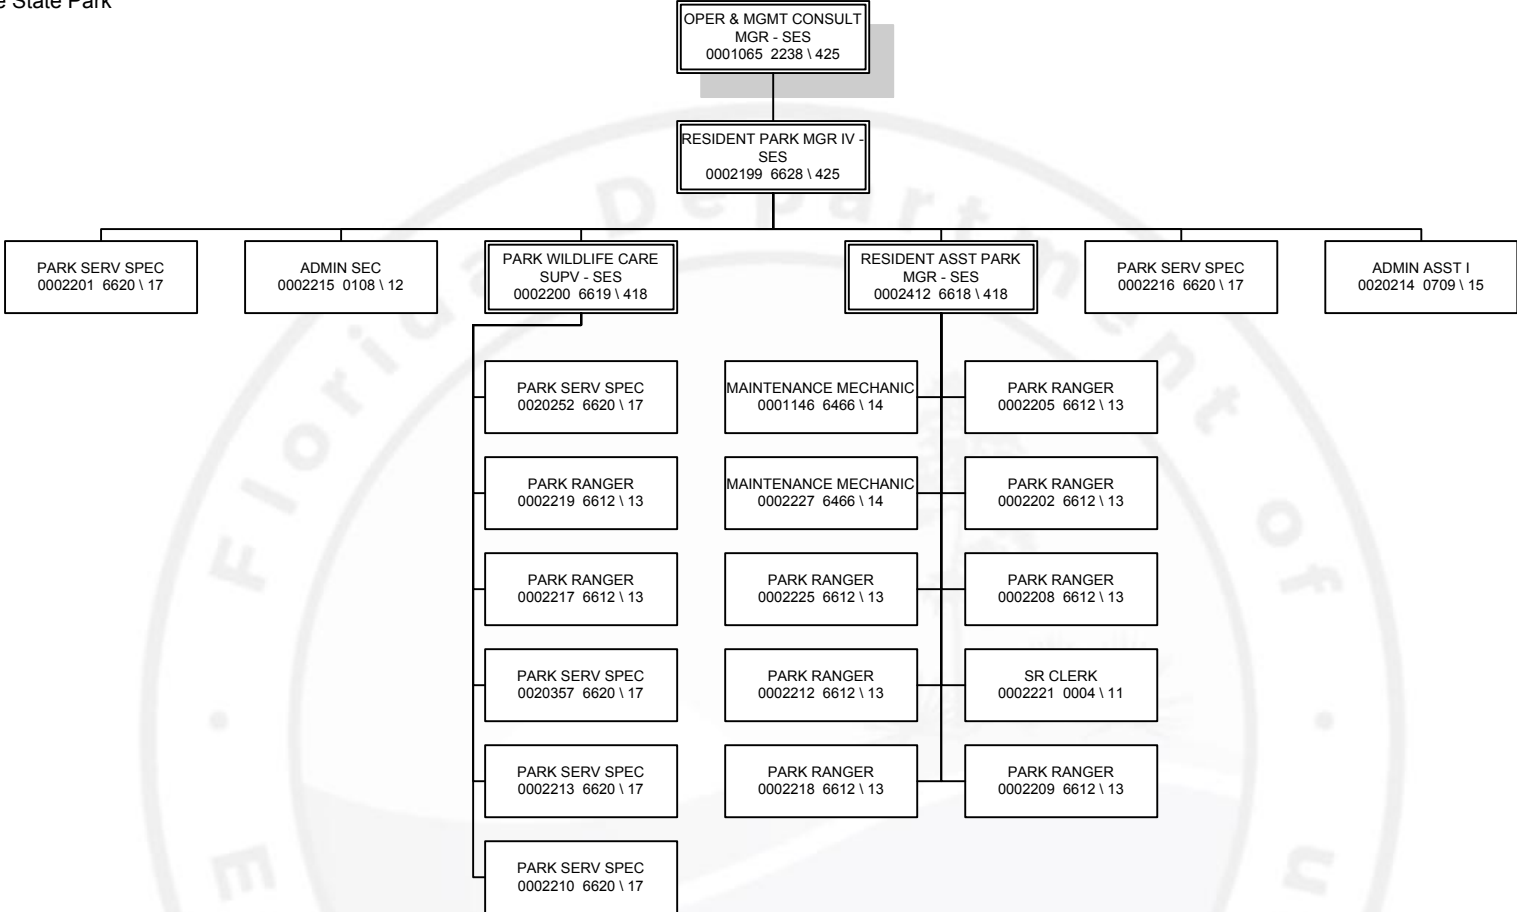 e State Park
OPER & MGMT CONSULT
MGR - SES
0001065 2238 \ 425
RESIDENT PARK MGR IV -
SES
0002199 6628 \ 425
PARK SERV SPEC
0002201 6620 \ 17
ADMIN SEC
0002215 0108 \ 12
PARK WILDLIFE CARE
SUPV - SES
0002200 6619 \ 418
RESIDENT ASST PARK
MGR - SES
0002412 6618 \ 418
PARK SERV SPEC
0002216 6620 \ 17
ADMIN ASST I
0020214 0709 \ 15
PARK SERV SPEC
0020252 6620 \ 17
PARK RANGER
0002219 6612 \ 13
PARK RANGER
0002217 6612 \ 13
PARK SERV SPEC
0020357 6620 \ 17
PARK SERV SPEC
0002213 6620 \ 17
PARK SERV SPEC
0002210 6620 \ 17
MAINTENANCE MECHANIC
0001146 6466 \ 14
MAINTENANCE MECHANIC
0002227 6466 \ 14
PARK RANGER
0002225 6612 \ 13
PARK RANGER
0002212 6612 \ 13
PARK RANGER
0002218 6612 \ 13
PARK RANGER
0002205 6612 \ 13
PARK RANGER
0002202 6612 \ 13
PARK RANGER
0002208 6612 \ 13
SR CLERK
0002221 0004 \ 11
PARK RANGER
0002209 6612 \ 13
Florida Department of